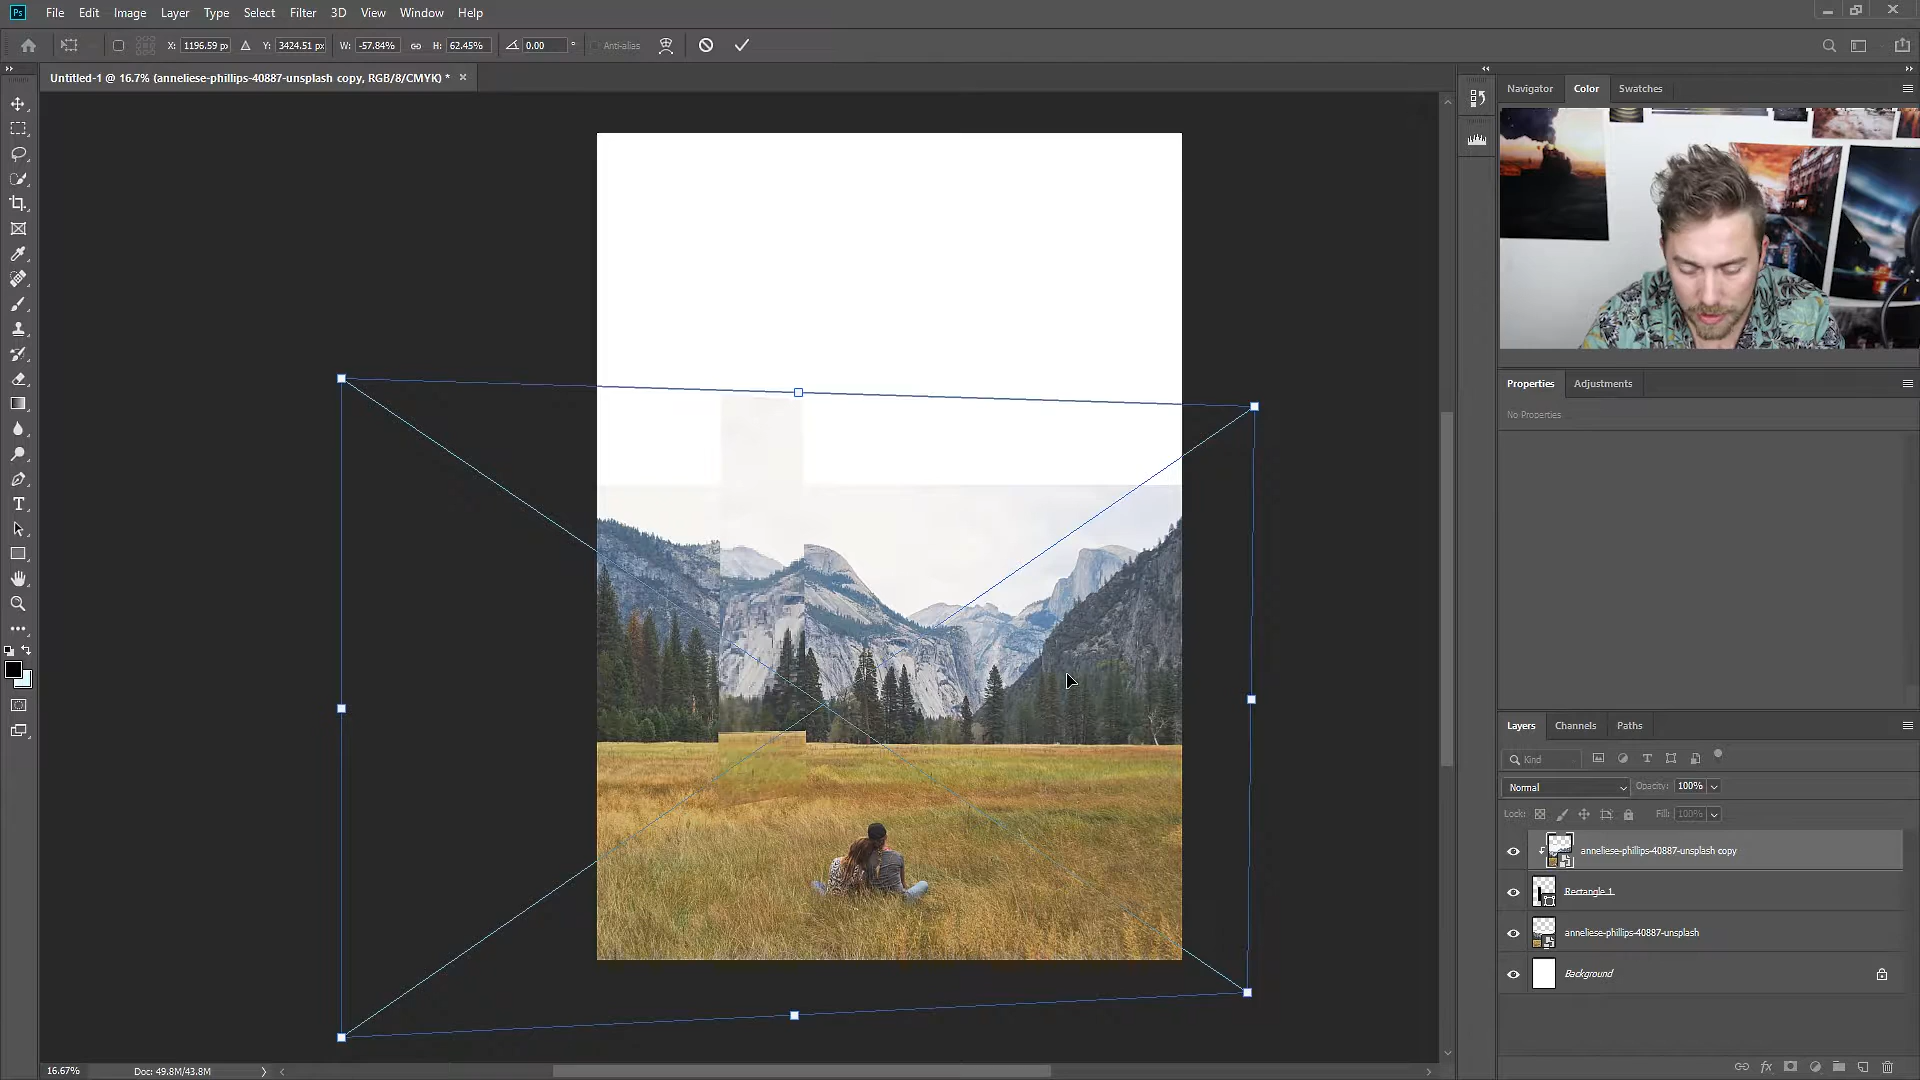 Ps File Edit Image Layer Type Select Filter 3D View Window Help
X: 1196.59 px Y: 3424.51 px W: -57.84% H: 62.45% 0.00 ° Anti-alias
Untitled-1 @ 16.7% (anneliese-phillips-40887-unsplash copy, RGB/8/CMYK) *
Navigator Color Swatches
Properties Adjustments
No Properties
Layers Channels Paths
Kind
Normal Opacity: 100%
Lock: Fill: 100%
anneliese-phillips-40887-unsplash copy
Rectangle 1
anneliese-phillips-40887-unsplash
Background
16.67% Doc: 49.8M/43.8M